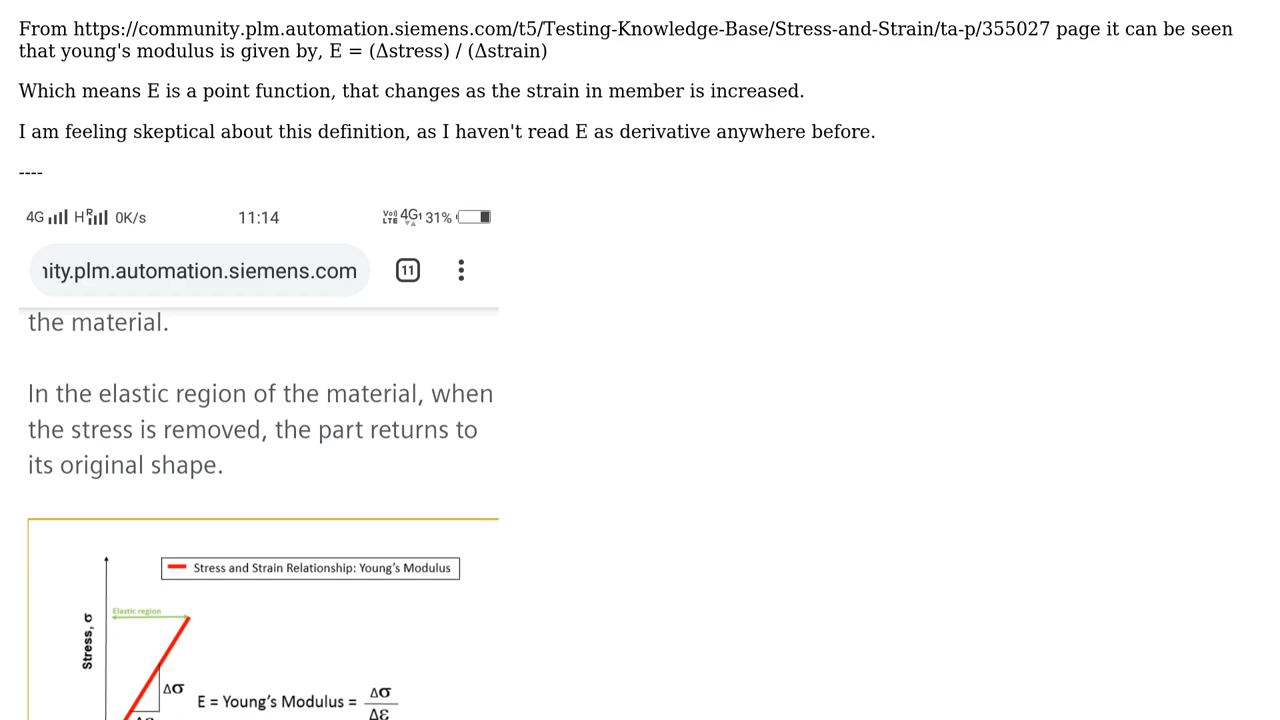 From https://community.plm.automation.siemens.com/t5/Testing-Knowledge-Base/Stress-and-Strain/ta-p/355027 page it can be seen
that young's modulus is given by, E = (Δstress) / (Δstrain)
Which means E is a point function, that changes as the strain in member is increased.
I am feeling skeptical about this definition, as I haven't read E as derivative anywhere before.
----
4G H R 0K/s 11:14 Vo) LTE 4G 31%
ity.plm.automation.siemens.com 11
the material.
In the elastic region of the material, when
the stress is removed, the part returns to
its original shape.
Stress and Strain Relationship: Young's Modulus
Elastic region
Stress, σ
Δσ
E = Young's Modulus = Δσ
Δε